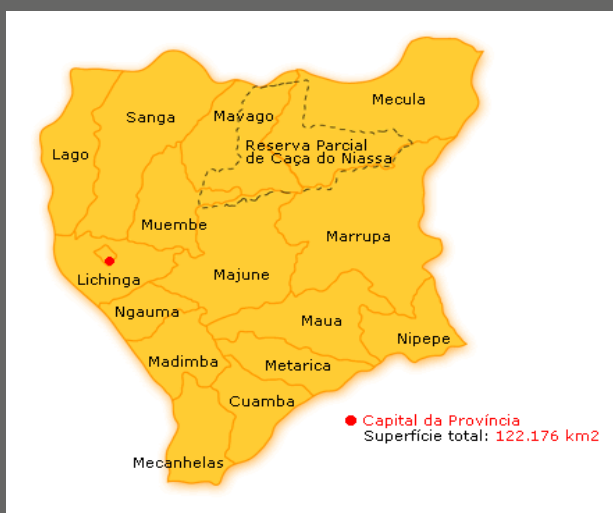 Mecula
Sanga
Mavago
Reserva Parcial
de Caça do Niassa
Lago
Muembe
Marrupa
Majune
Lichinga
Ngauma
Maua
Nipepe
Madimba
Metarica
Cuamba
Capital da Província
Superfície total: 122.176 km2
Mecanhelas